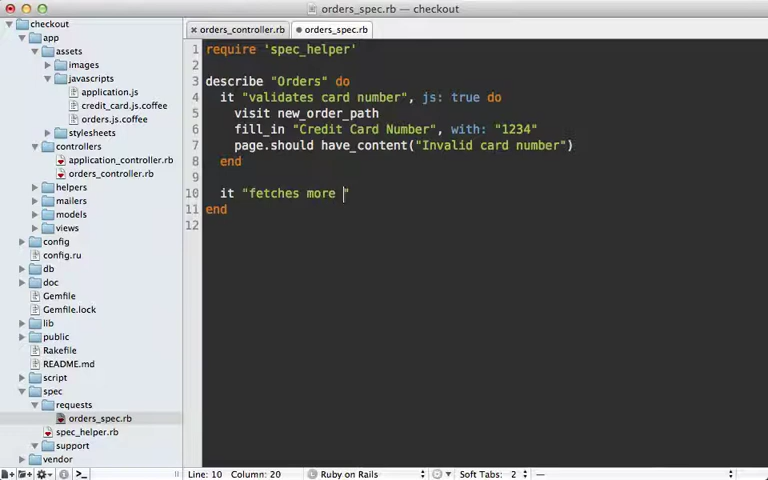 orders_spec.rb — checkout
checkout
app
assets
images
javascripts
application.js
credit_card.js.coffee
orders.js.coffee
stylesheets
controllers
application_controller.rb
orders_controller.rb
helpers
mailers
models
views
config
config.ru
db
doc
Gemfile
Gemfile.lock
lib
public
Rakefile
README.md
script
spec
requests
orders_spec.rb
spec_helper.rb
support
vendor
orders_controller.rb orders_spec.rb
1 require 'spec_helper'
2
3 describe "Orders" do
4 it "validates card number", js: true do
5 visit new_order_path
6 fill_in "Credit Card Number", with: "1234"
7 page.should have_content("Invalid card number")
8 end
9
10 it "fetches more "
11 end
12
Line: 10 Column: 20 Ruby on Rails Soft Tabs: 2 —